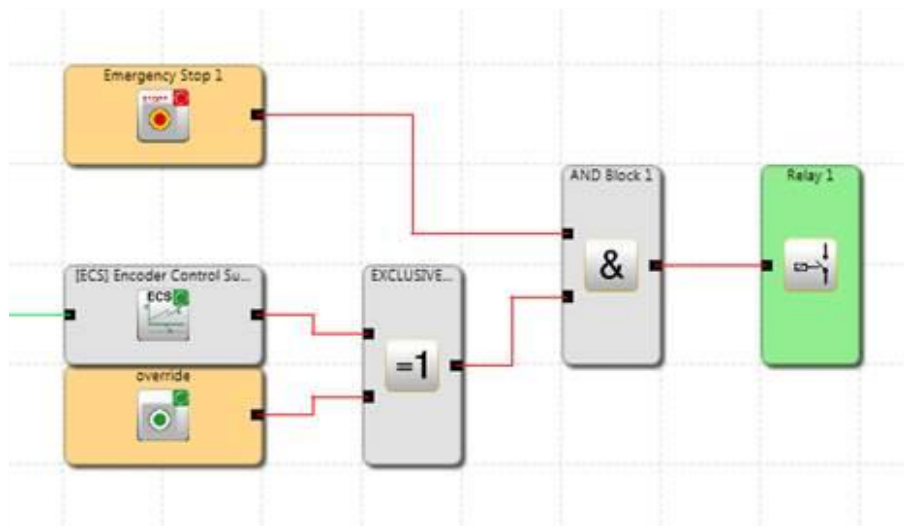 Emergency Stop 1
AND Block 1
Relay 1
[ECS] Encoder Control Su...
ECS
EXCLUSIVE...
=1
&
override